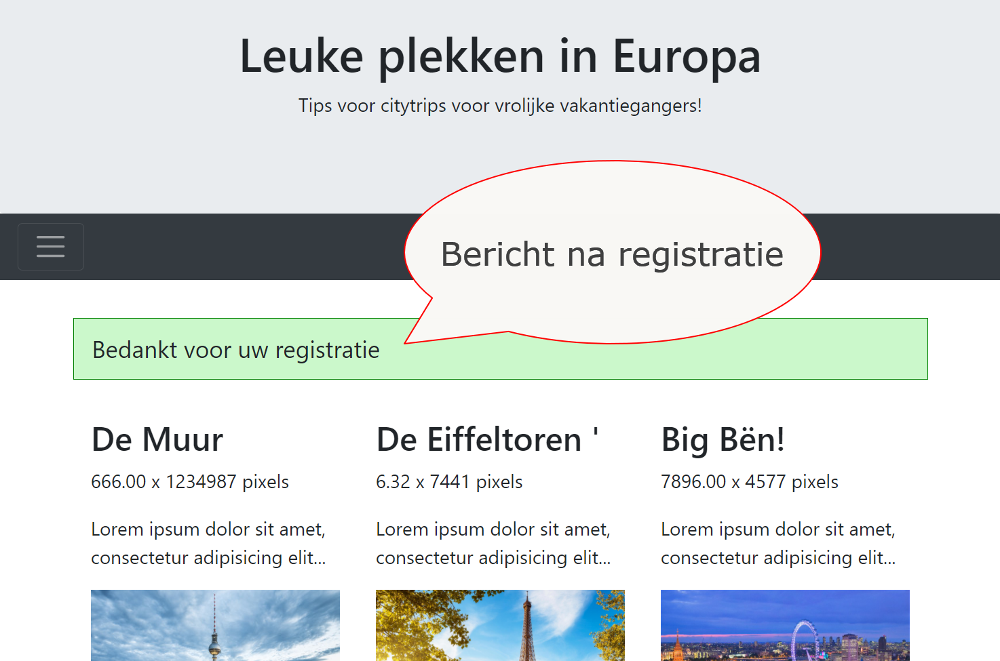 Leuke plekken in Europa
Tips voor citytrips voor vrolijke vakantiegangers!
Bericht na registratie
Bedankt voor uw registratie
De Muur
666.00 x 1234987 pixels
Lorem ipsum dolor sit amet,
consectetur adipisicing elit...
De Eiffeltoren '
6.32 x 7441 pixels
Lorem ipsum dolor sit amet,
consectetur adipisicing elit...
Big Bën!
7896.00 x 4577 pixels
Lorem ipsum dolor sit amet,
consectetur adipisicing elit...